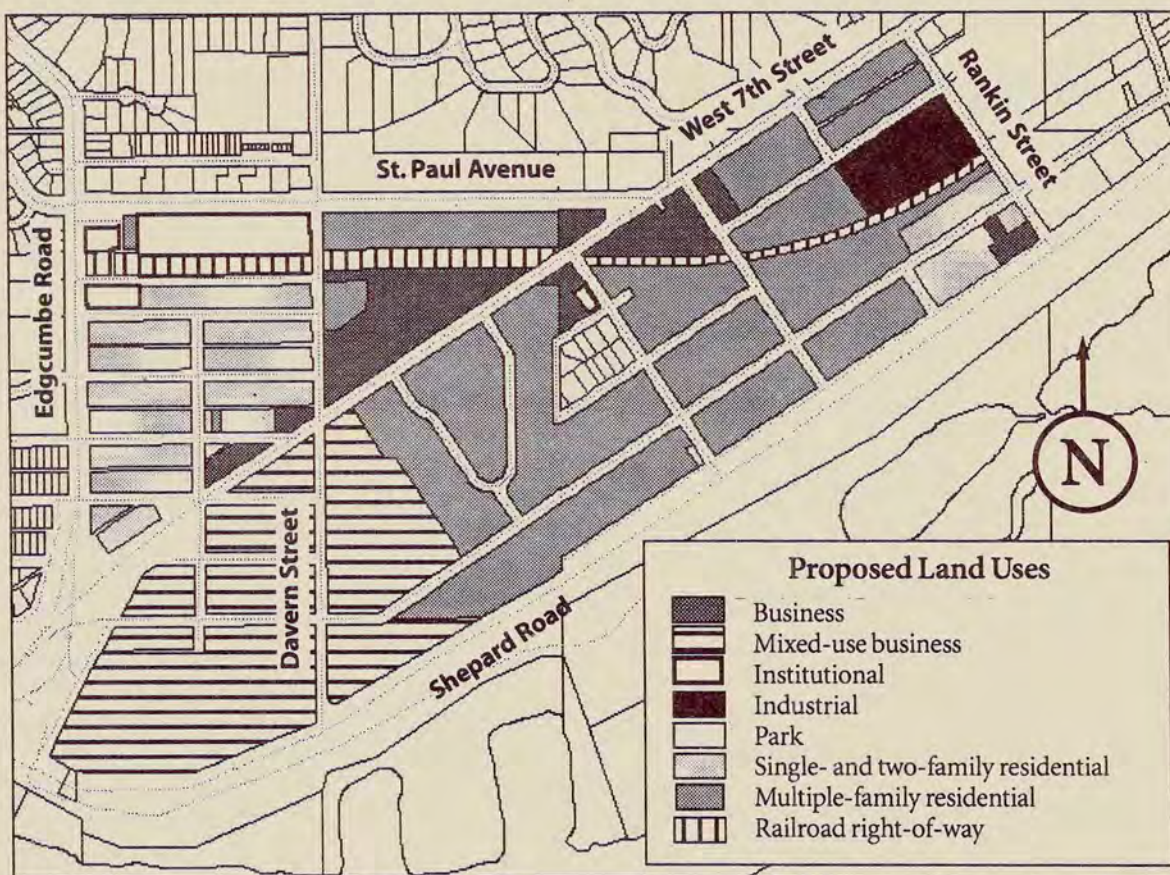 West 7th Street
Rankin Street
St. Paul Avenue
Edgcumbe Road
Davern Street
Shepard Road
N
Proposed Land Uses
Business
Mixed-use business
Institutional
Industrial
Park
Single- and two-family residential
Multiple-family residential
Railroad right-of-way